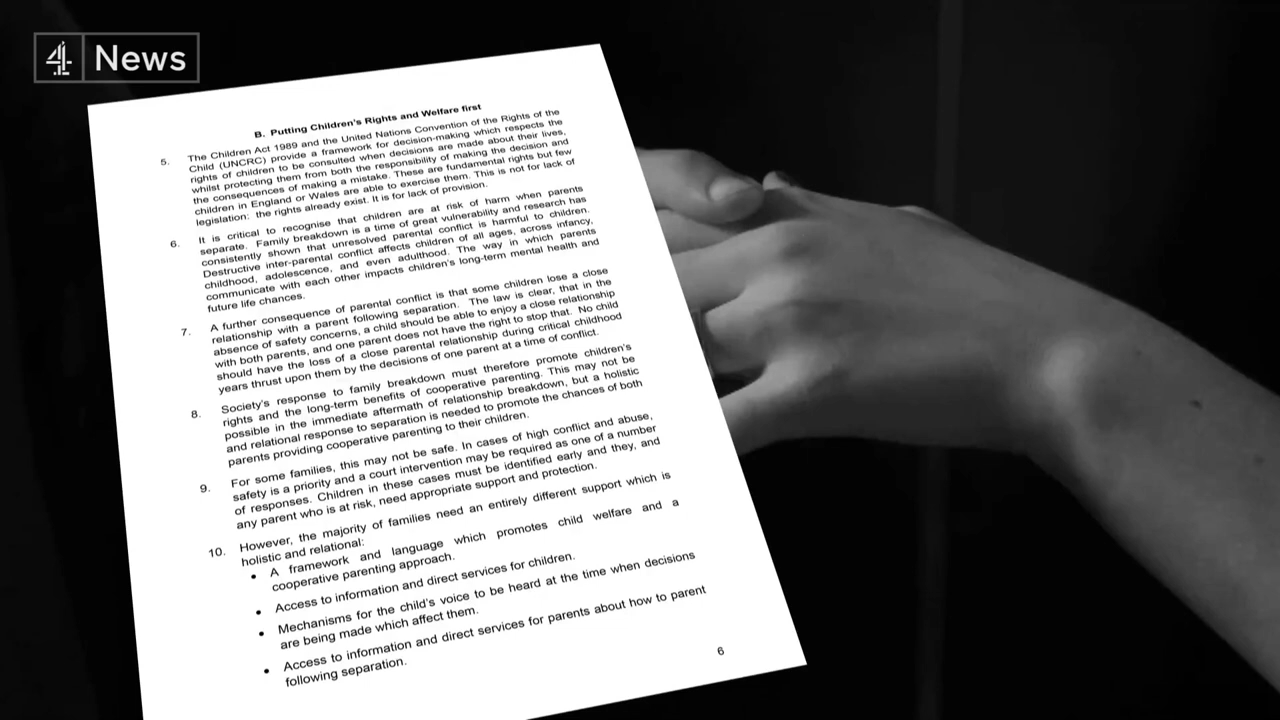 4 News
B. Putting Children's Rights and Welfare first
5. The Children Act 1989 and the United Nations Convention of the Rights of the
Child (UNCRC) provide a framework for decision-making which respects the
rights of children to be consulted when decisions are made about their lives,
whilst protecting them from both the responsibility of making the decision and
the consequences of making a mistake. These are fundamental rights but few
children in England or Wales are able to exercise them. This is not for lack of
legislation: the rights already exist. It is for lack of provision.
6. It is critical to recognise that children are at risk of harm when parents
separate. Family breakdown is a time of great vulnerability and research has
consistently shown that unresolved parental conflict is harmful to children.
Destructive inter-parental conflict affects children of all ages, across infancy,
childhood, adolescence, and even adulthood. The way in which parents
communicate with each other impacts children's long-term mental health and
future life chances.
7. A further consequence of parental conflict is that some children lose a close
relationship with a parent following separation. The law is clear, that in the
absence of safety concerns, a child should be able to enjoy a close relationship
with both parents, and one parent does not have the right to stop that. No child
should have the loss of a close parental relationship during critical childhood
years thrust upon them by the decisions of one parent at a time of conflict.
8. Society's response to family breakdown must therefore promote children's
rights and the long-term benefits of cooperative parenting. This may not be
possible in the immediate aftermath of relationship breakdown, but a holistic
and relational response to separation is needed to promote the chances of both
parents providing cooperative parenting to their children.
9. For some families, this may not be safe. In cases of high conflict and abuse,
safety is a priority and a court intervention may be required as one of a number
of responses. Children in these cases must be identified early and they, and
any parent who is at risk, need appropriate support and protection.
10. However, the majority of families need an entirely different support which is
holistic and relational:
• A framework and language which promotes child welfare and a
cooperative parenting approach.
• Access to information and direct services for children.
• Mechanisms for the child's voice to be heard at the time when decisions
are being made which affect them.
• Access to information and direct services for parents about how to parent
following separation.
6